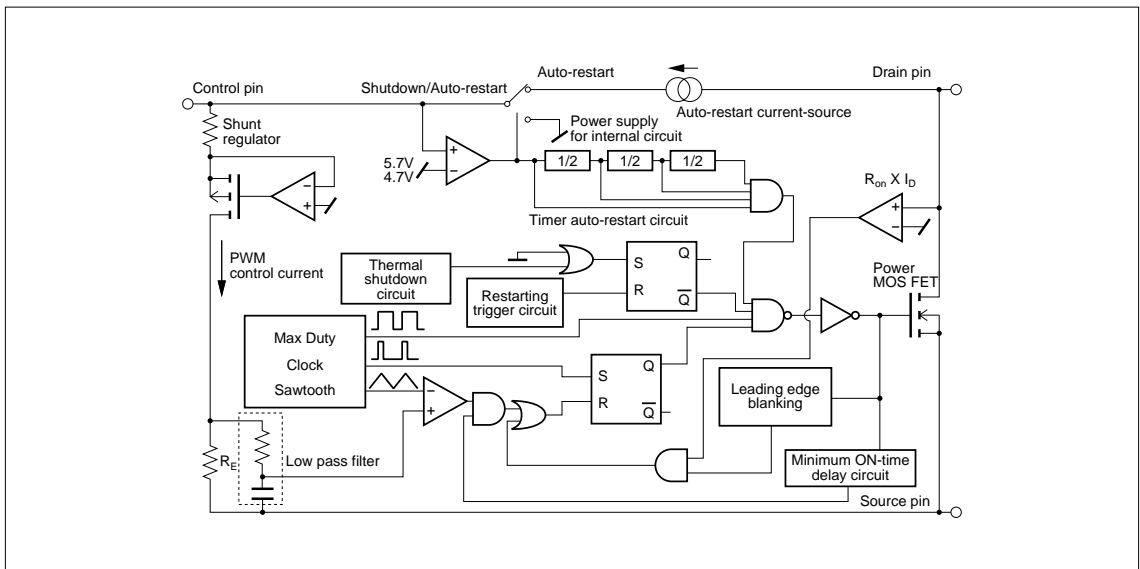 Control pin
Shutdown/Auto-restart
Auto-restart
Drain pin
Auto-restart current-source
Shunt
regulator
Power supply
for internal circuit
+
−
5.7V
4.7V
1/2
1/2
1/2
−
+
Ron X ID
+
−
Timer auto-restart circuit
PWM
control current
Thermal
shutdown
circuit
S
Q
R
Q
Restarting
trigger circuit
Power
MOS FET
Max Duty
Clock
Sawtooth
−
+
S
Q
R
Q
Leading edge
blanking
RE
Low pass filter
Minimum ON-time
delay circuit
Source pin